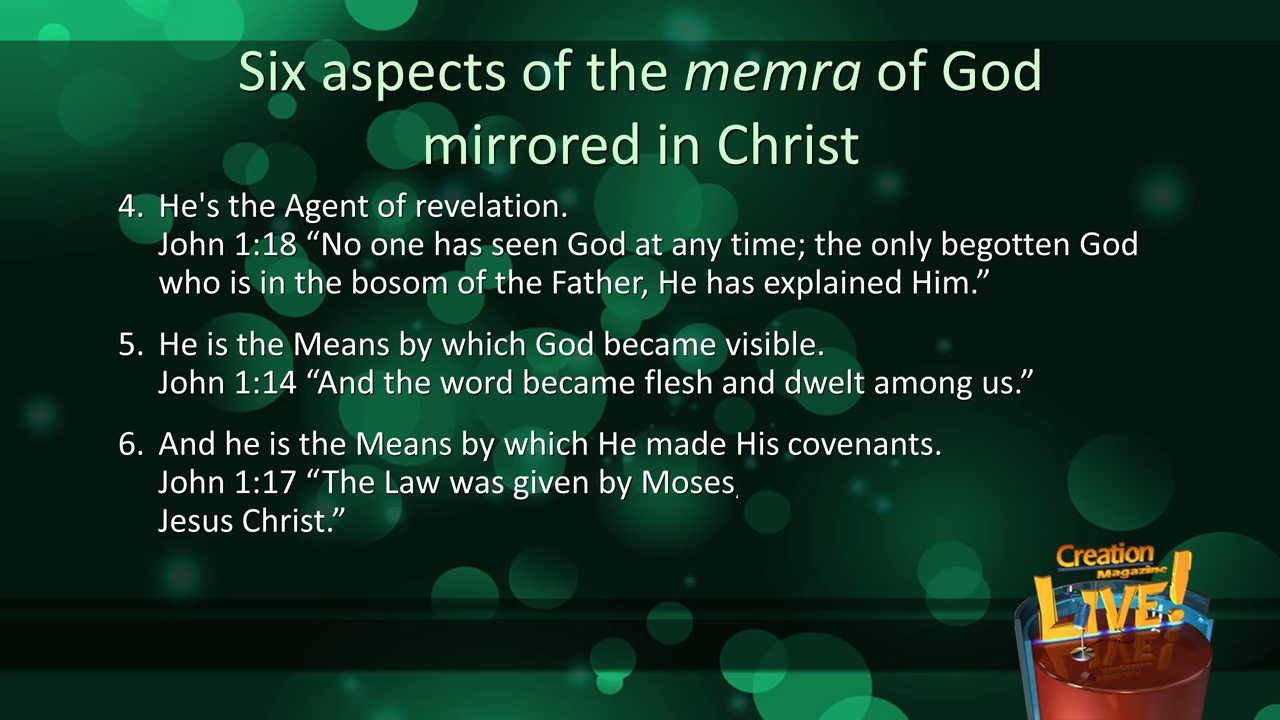 Six aspects of the memra of God
mirrored in Christ
4. He's the Agent of revelation.
John 1:18 “No one has seen God at any time; the only begotten God
who is in the bosom of the Father, He has explained Him.”
5. He is the Means by which God became visible.
John 1:14 “And the word became flesh and dwelt among us.”
6. And he is the Means by which He made His covenants.
John 1:17 “The Law was given by Moses,
Jesus Christ.”
Creation
Magazine
LIVE!